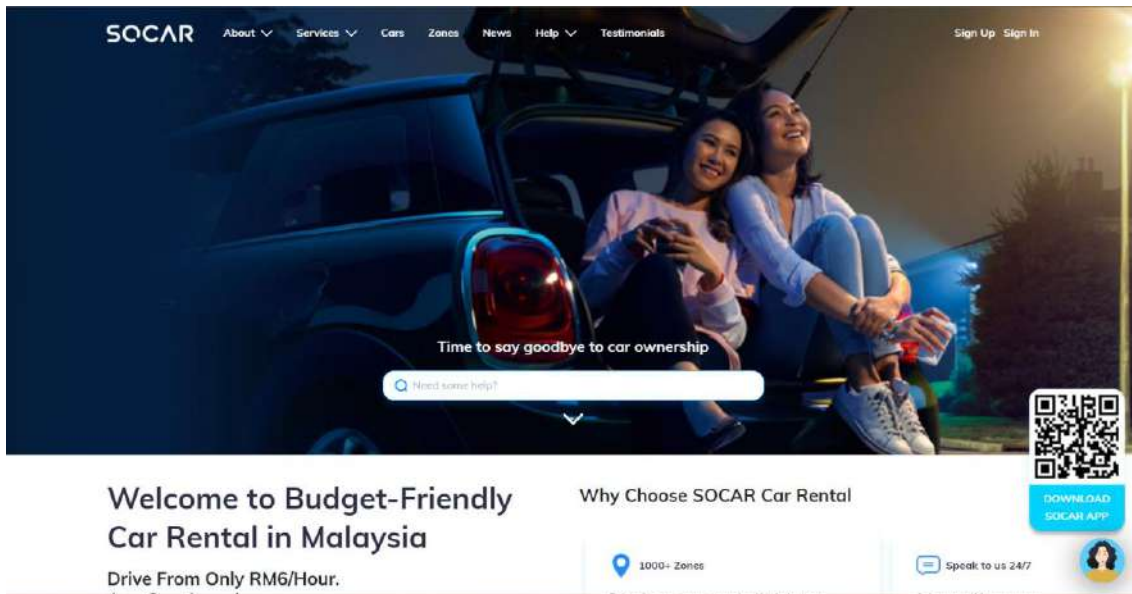 SOCAR
About
Services
Cars
Zones
News
Help
Testimonials
Sign Up
Sign In
Time to say goodbye to car ownership
Need some help?
Welcome to Budget-Friendly
Car Rental in Malaysia
Drive From Only RM6/Hour.
Why Choose SOCAR Car Rental
1000+ Zones
Speak to us 24/7
DOWNLOAD
SOCAR APP